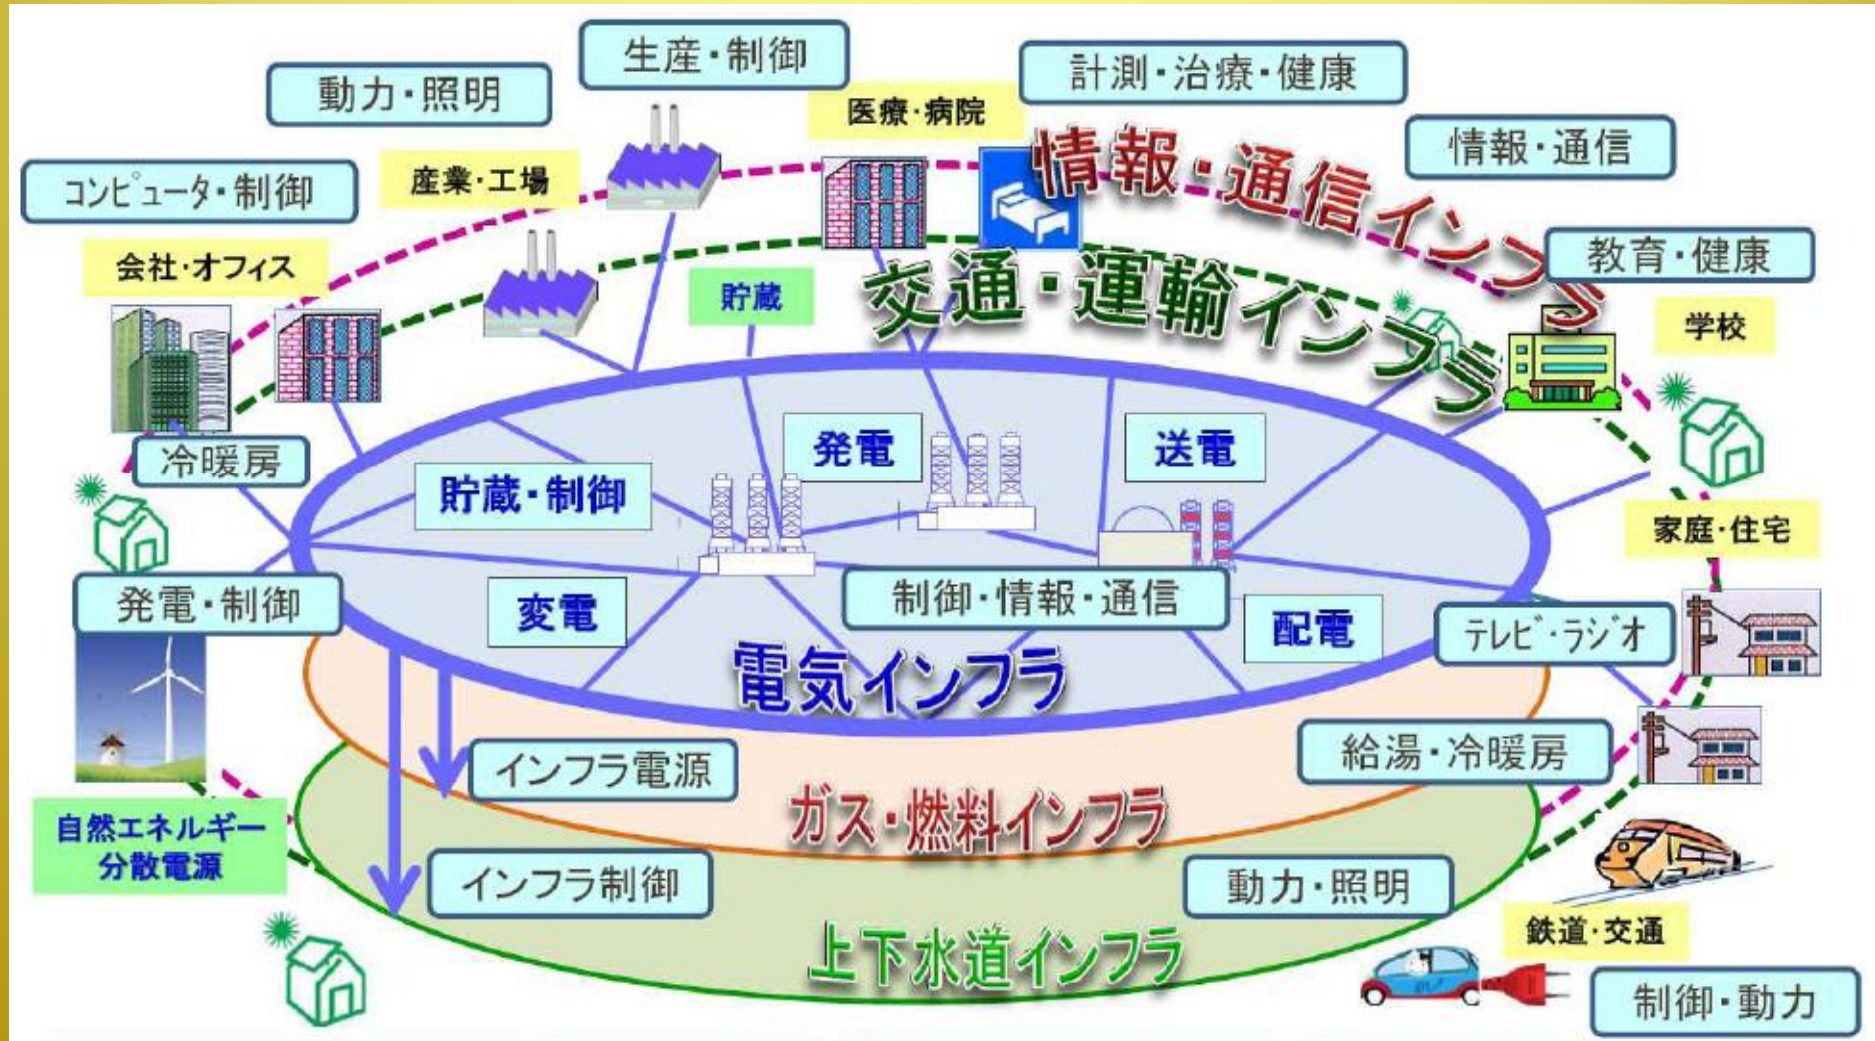 生産・制御
計測・治療・健康
動力・照明
医療・病院
情報・通信
情報・通信インフラ
コンピュータ・制御
産業・工場
教育・健康
会社・オフィス
貯蔵
交通・運輸インフラ
学校
冷暖房
発電
送電
貯蔵・制御
家庭・住宅
発電・制御
変電
制御・情報・通信
配電
テレビ・ラジオ
電気インフラ
インフラ電源
給湯・冷暖房
ガス・燃料インフラ
自然エネルギー
分散電源
インフラ制御
動力・照明
上下水道インフラ
鉄道・交通
制御・動力